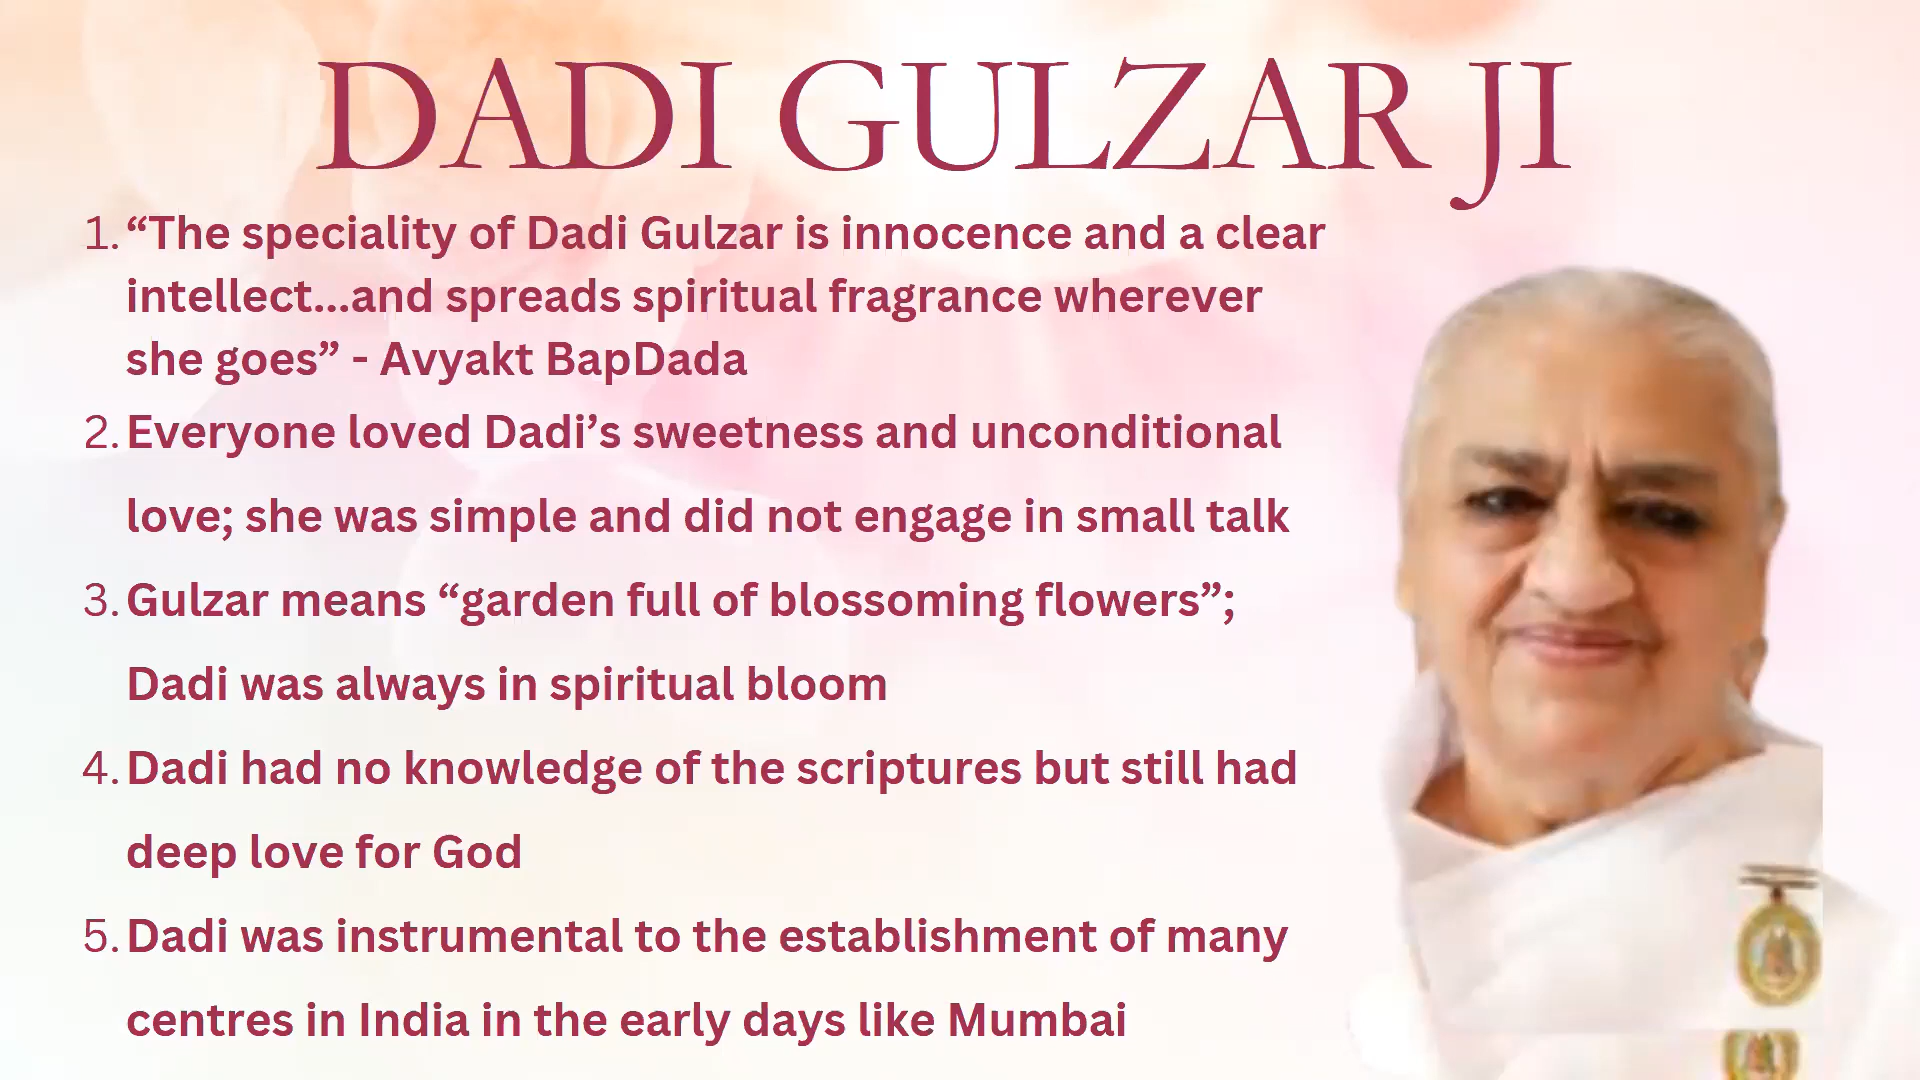 DADI GULZAR JI
1. “The speciality of Dadi Gulzar is innocence and a clear
intellect...and spreads spiritual fragrance wherever
she goes” - Avyakt BapDada
2. Everyone loved Dadi’s sweetness and unconditional
love; she was simple and did not engage in small talk
3. Gulzar means “garden full of blossoming flowers”;
Dadi was always in spiritual bloom
4. Dadi had no knowledge of the scriptures but still had
deep love for God
5. Dadi was instrumental to the establishment of many
centres in India in the early days like Mumbai